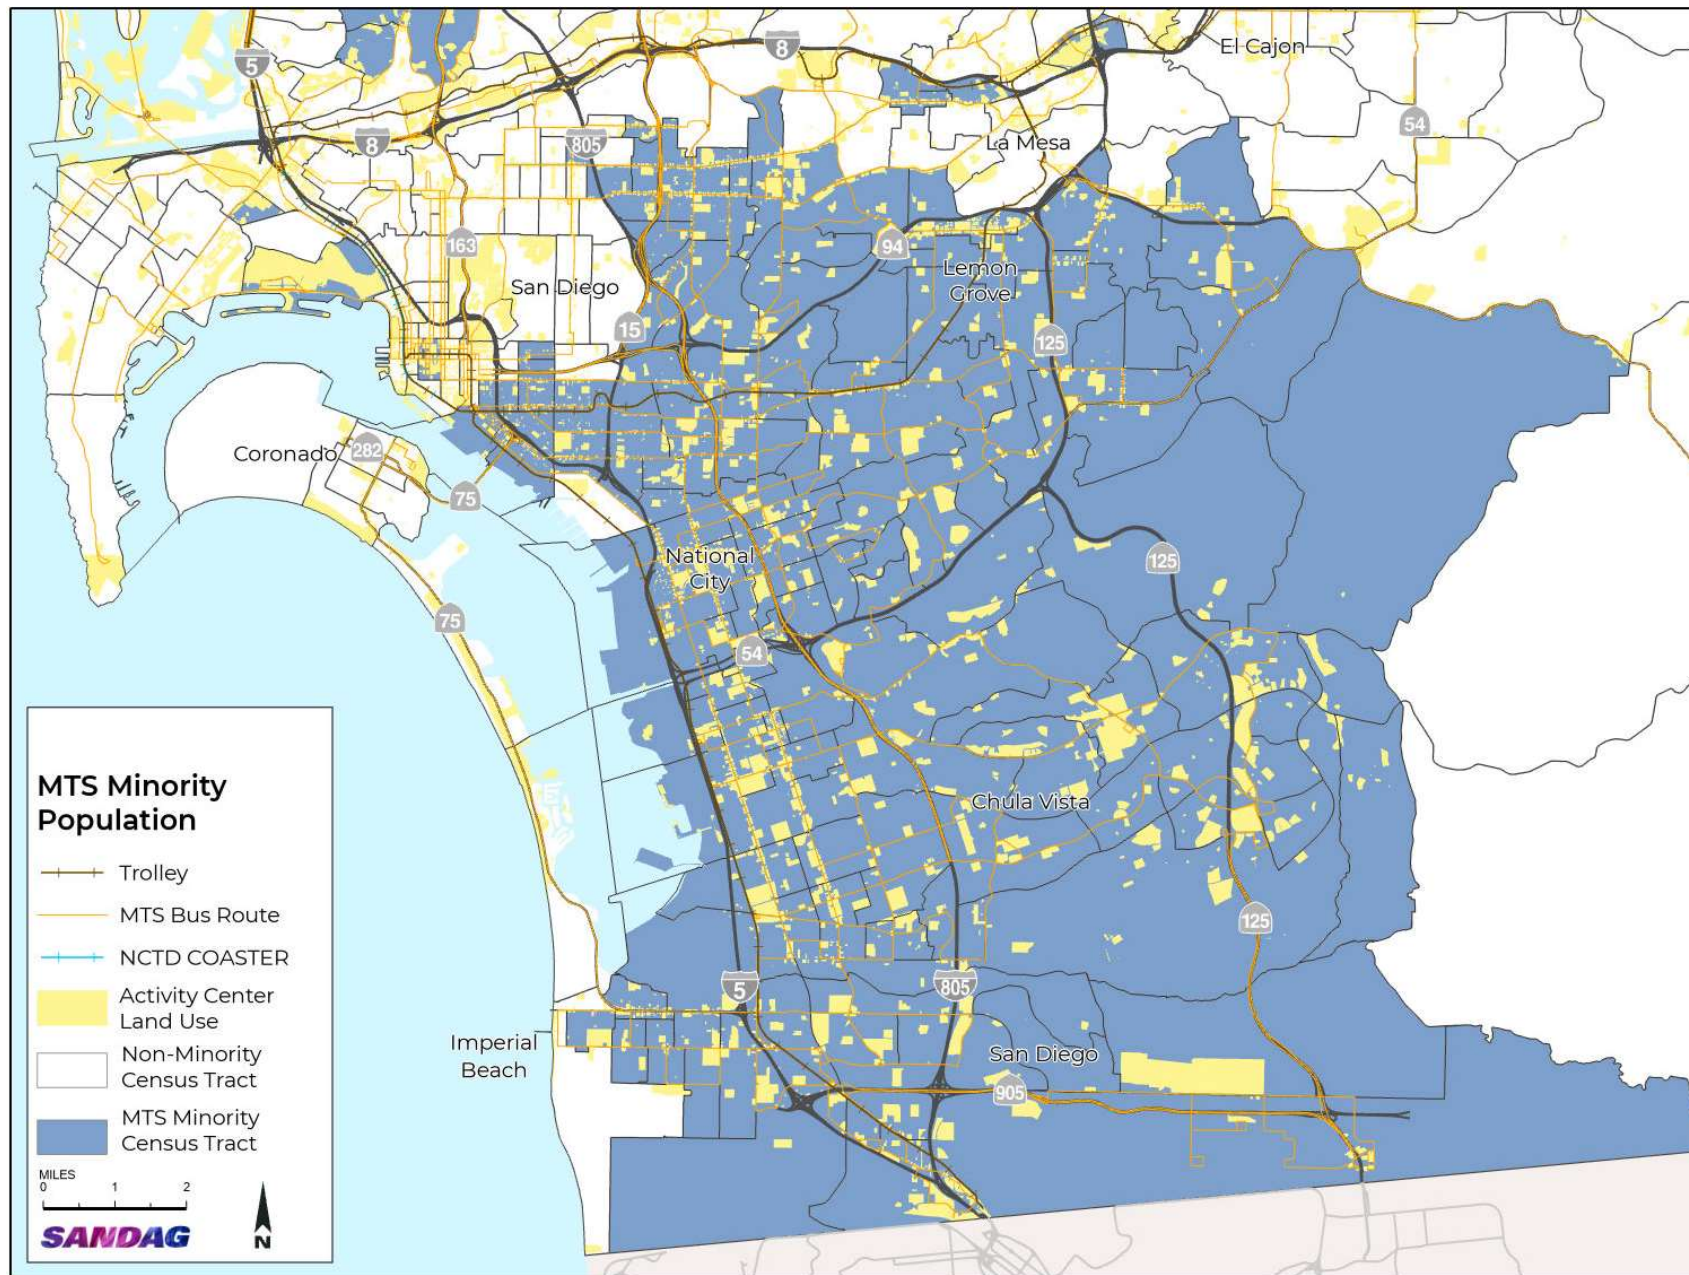 El Cajon
5
8
54
8
805
La Mesa
163
94
San Diego
Lemon
Grove
15
125
Coronado
282
75
National
City
125
75
54
MTS Minority
Population
Trolley
MTS Bus Route
NCTD COASTER
Activity Center
Land Use
Non-Minority
Census Tract
MTS Minority
Census Tract
MILES
0 1 2
SANDAG
N
Chula Vista
125
5
805
Imperial
Beach
San Diego
905